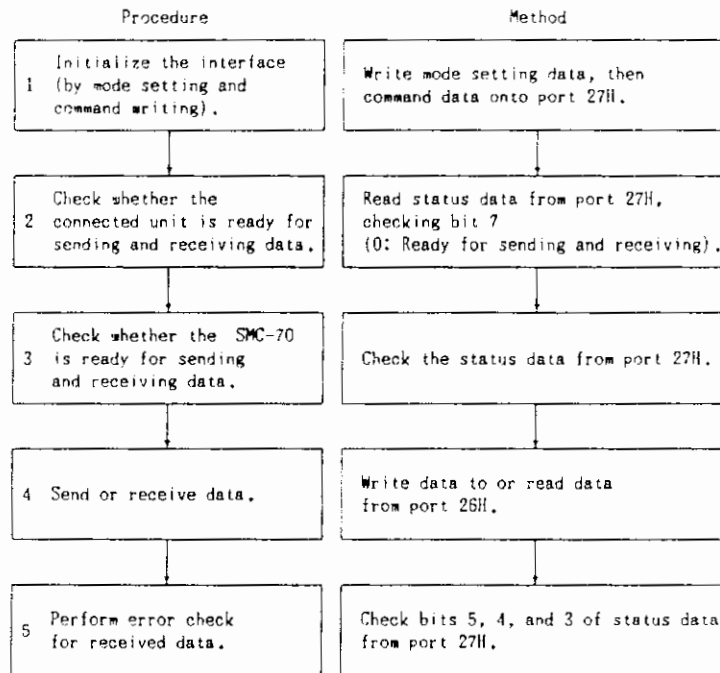 Procedure
Method
1 Initialize the interface
(by mode setting and
command writing).
Write mode setting data, then
command data onto port 27H.
2 Check whether the
connected unit is ready for
sending and receiving data.
Read status data from port 27H,
checking bit 7
(0: Ready for sending and receiving).
3 Check whether the SMC-70
is ready for sending
and receiving data.
Check the status data from port 27H.
4 Send or receive data.
Write data to or read data
from port 26H.
5 Perform error check
for received data.
Check bits 5, 4, and 3 of status data
from port 27H.